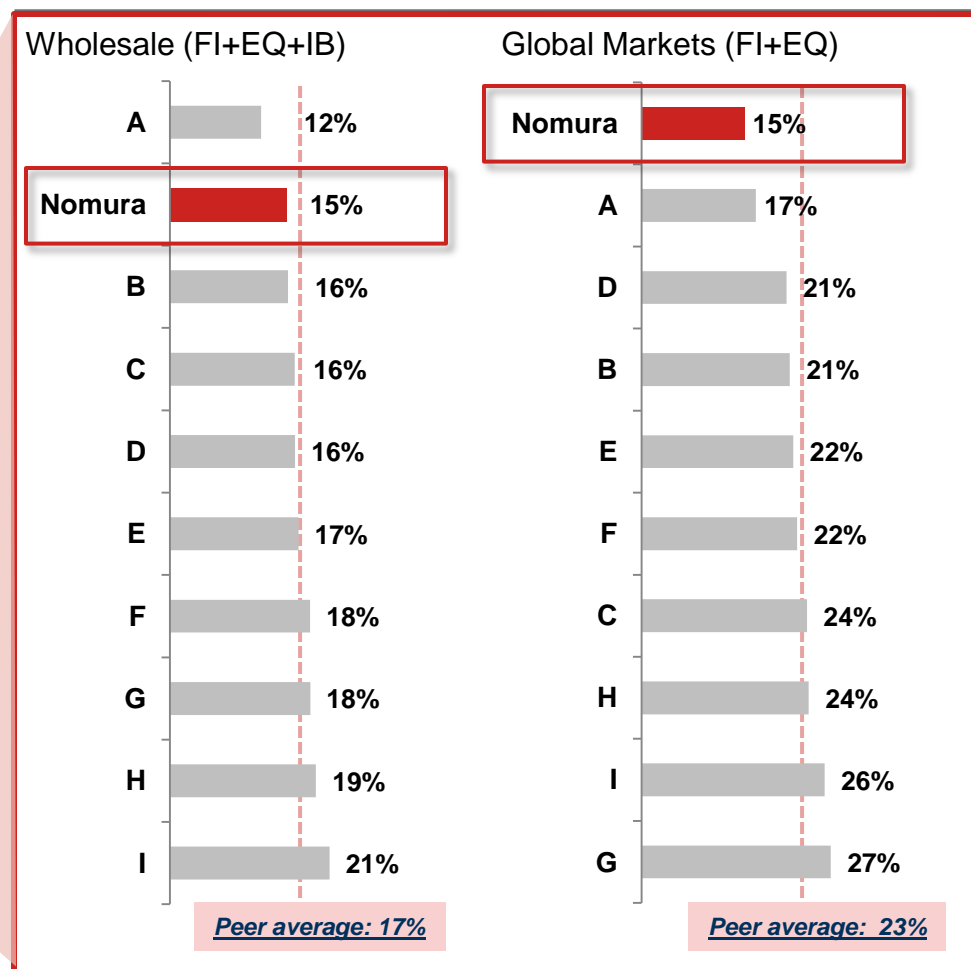 Wholesale (FI+EQ+IB)
A 12%
Nomura 15%
B 16%
C 16%
D 16%
E 17%
F 18%
G 18%
H 19%
I 21%
Peer average: 17%
Global Markets (FI+EQ)
Nomura 15%
A 17%
D 21%
B 21%
E 22%
F 22%
C 24%
H 24%
I 26%
G 27%
Peer average: 23%